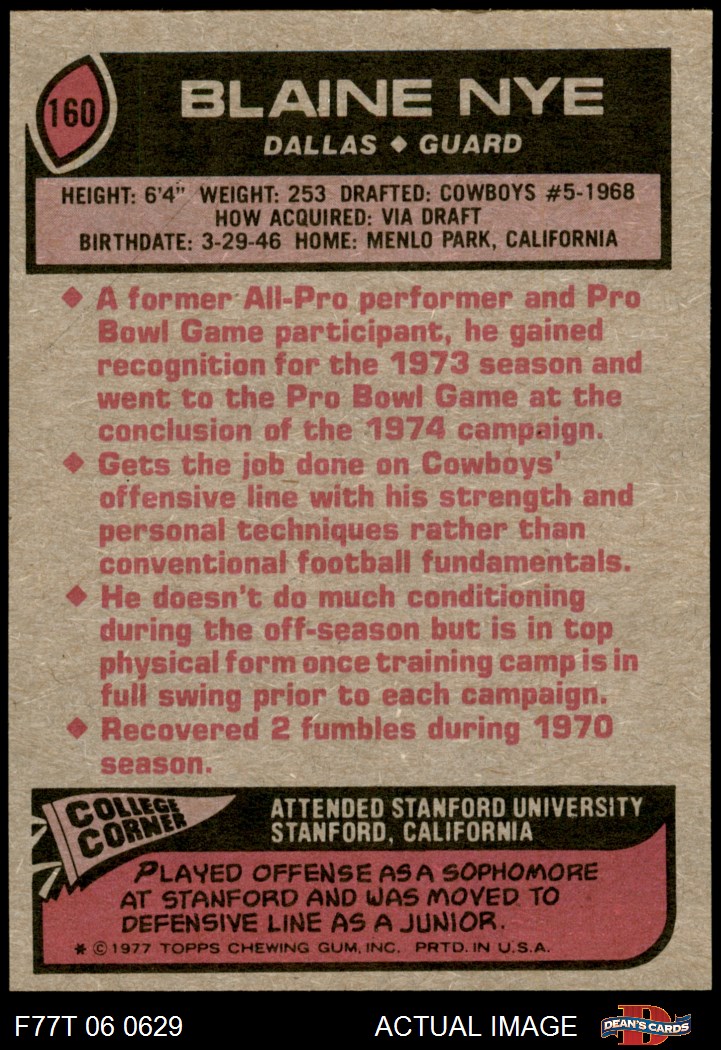 160
BLAINE NYE
DALLAS ◆ GUARD
HEIGHT: 6'4" WEIGHT: 253 DRAFTED: COWBOYS #5-1968
HOW ACQUIRED: VIA DRAFT
BIRTHDATE: 3-29-46 HOME: MENLO PARK, CALIFORNIA
◆ A former All-Pro performer and Pro
Bowl Game participant, he gained
recognition for the 1973 season and
went to the Pro Bowl Game at the
conclusion of the 1974 campaign.
◆ Gets the job done on Cowboys'
offensive line with his strength and
personal techniques rather than
conventional football fundamentals.
◆ He doesn't do much conditioning
during the off-season but is in top
physical form once training camp is in
full swing prior to each campaign.
◆ Recovered 2 fumbles during 1970
season.
COLLEGE
CORNER
ATTENDED STANFORD UNIVERSITY
STANFORD, CALIFORNIA
PLAYED OFFENSE AS A SOPHOMORE
AT STANFORD AND WAS MOVED TO
DEFENSIVE LINE AS A JUNIOR.
* © 1977 TOPPS CHEWING GUM, INC. PRTD. IN U.S.A.
F77T 06 0629
ACTUAL IMAGE
D
DEAN'S CARDS